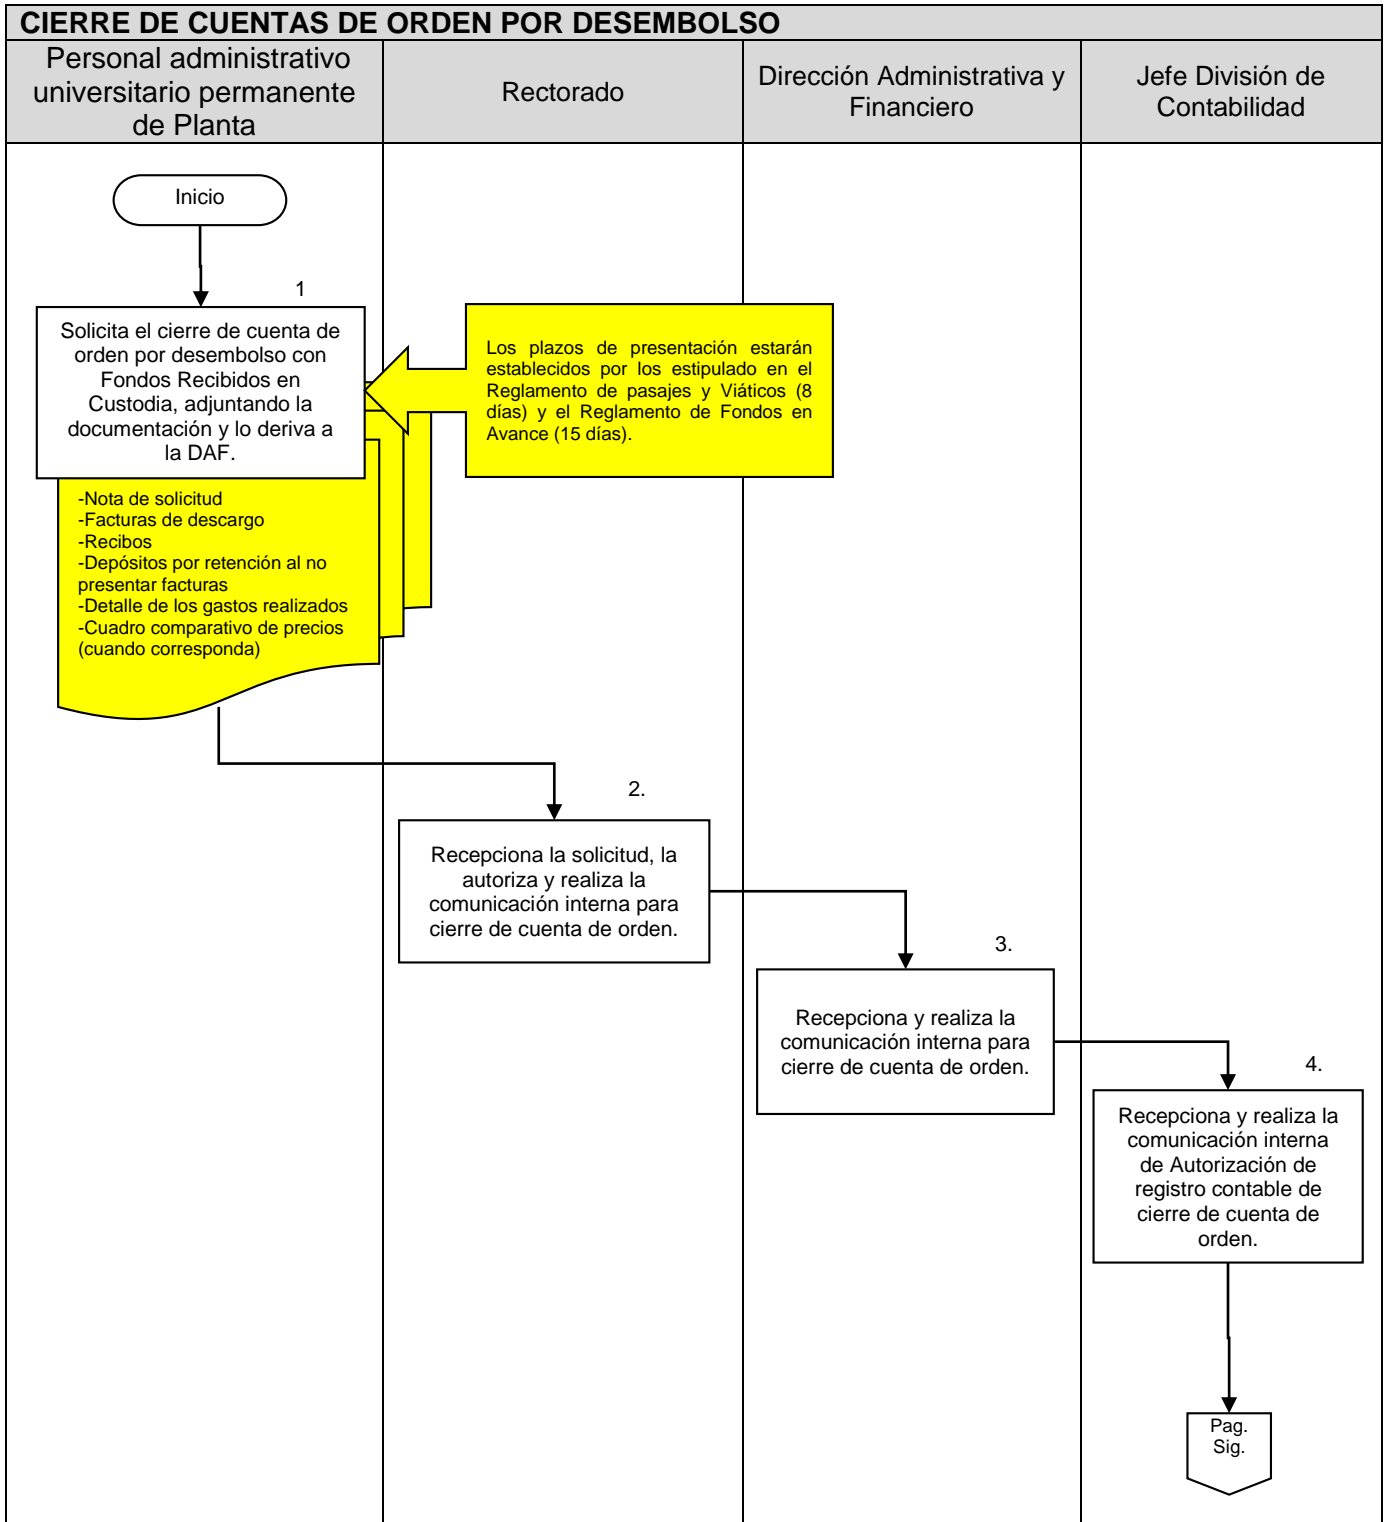 CIERRE DE CUENTAS DE ORDEN POR DESEMBOLSO
Personal administrativo
universitario permanente
de Planta
Rectorado
Dirección Administrativa y
Financiero
Jefe División de
Contabilidad
Inicio
1
Solicita el cierre de cuenta de
orden por desembolso con
Fondos Recibidos en
Custodia, adjuntando la
documentación y lo deriva a
la DAF.
Los plazos de presentación estarán
establecidos por los estipulado en el
Reglamento de pasajes y Viáticos (8
días) y el Reglamento de Fondos en
Avance (15 días).
-Nota de solicitud
-Facturas de descargo
-Recibos
-Depósitos por retención al no
presentar facturas
-Detalle de los gastos realizados
-Cuadro comparativo de precios
(cuando corresponda)
2.
Recepciona la solicitud, la
autoriza y realiza la
comunicación interna para
cierre de cuenta de orden.
3.
Recepciona y realiza la
comunicación interna para
cierre de cuenta de orden.
4.
Recepciona y realiza la
comunicación interna
de Autorización de
registro contable de
cierre de cuenta de
orden.
Pag.
Sig.